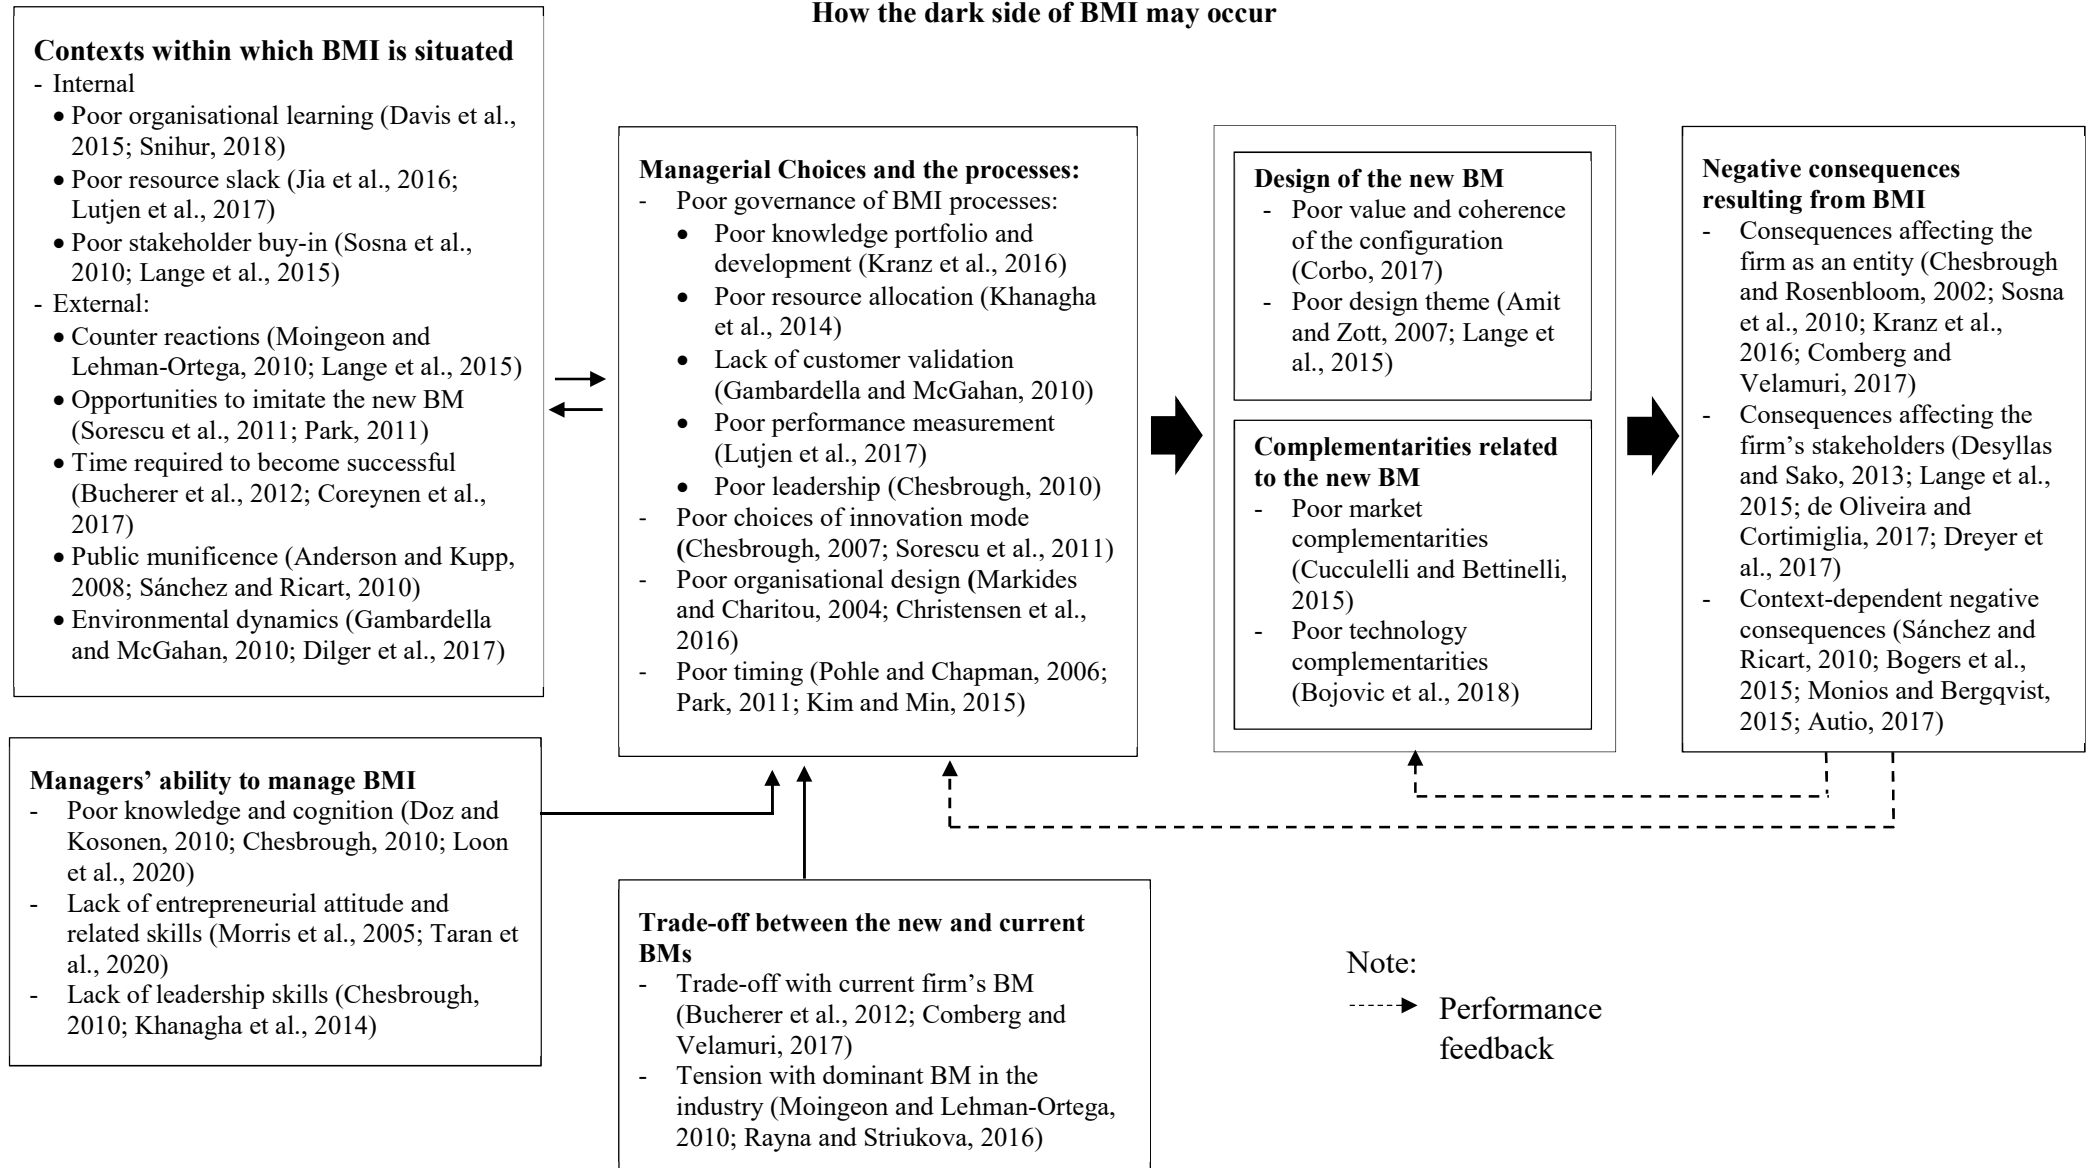 How the dark side of BMI may occur
Contexts within which BMI is situated
- Internal
• Poor organisational learning (Davis et al.,
2015; Snihur, 2018)
• Poor resource slack (Jia et al., 2016;
Lutjen et al., 2017)
• Poor stakeholder buy-in (Sosna et al.,
2010; Lange et al., 2015)
- External:
• Counter reactions (Moingeon and
Lehman-Ortega, 2010; Lange et al., 2015)
• Opportunities to imitate the new BM
(Sorescu et al., 2011; Park, 2011)
• Time required to become successful
(Bucherer et al., 2012; Coreynen et al.,
2017)
• Public munificence (Anderson and Kupp,
2008; Sánchez and Ricart, 2010)
• Environmental dynamics (Gambardella
and McGahan, 2010; Dilger et al., 2017)
Managers’ ability to manage BMI
- Poor knowledge and cognition (Doz and
Kosonen, 2010; Chesbrough, 2010; Loon
et al., 2020)
- Lack of entrepreneurial attitude and
related skills (Morris et al., 2005; Taran et
al., 2020)
- Lack of leadership skills (Chesbrough,
2010; Khanagha et al., 2014)
Managerial Choices and the processes:
- Poor governance of BMI processes:
• Poor knowledge portfolio and
development (Kranz et al., 2016)
• Poor resource allocation (Khanagha
et al., 2014)
• Lack of customer validation
(Gambardella and McGahan, 2010)
• Poor performance measurement
(Lutjen et al., 2017)
• Poor leadership (Chesbrough, 2010)
- Poor choices of innovation mode
(Chesbrough, 2007; Sorescu et al., 2011)
- Poor organisational design (Markides
and Charitou, 2004; Christensen et al.,
2016)
- Poor timing (Pohle and Chapman, 2006;
Park, 2011; Kim and Min, 2015)
Trade-off between the new and current
BMs
- Trade-off with current firm’s BM
(Bucherer et al., 2012; Comberg and
Velamuri, 2017)
- Tension with dominant BM in the
industry (Moingeon and Lehman-Ortega,
2010; Rayna and Striukova, 2016)
Design of the new BM
- Poor value and coherence
of the configuration
(Corbo, 2017)
- Poor design theme (Amit
and Zott, 2007; Lange et
al., 2015)
Complementarities related
to the new BM
- Poor market
complementarities
(Cucculelli and Bettinelli,
2015)
- Poor technology
complementarities
(Bojovic et al., 2018)
Negative consequences
resulting from BMI
- Consequences affecting the
firm as an entity (Chesbrough
and Rosenbloom, 2002; Sosna
et al., 2010; Kranz et al.,
2016; Comberg and
Velamuri, 2017)
- Consequences affecting the
firm’s stakeholders (Desyllas
and Sako, 2013; Lange et al.,
2015; de Oliveira and
Cortimiglia, 2017; Dreyer et
al., 2017)
- Context-dependent negative
consequences (Sánchez and
Ricart, 2010; Bogers et al.,
2015; Monios and Bergqvist,
2015; Autio, 2017)
Note:
Performance
feedback